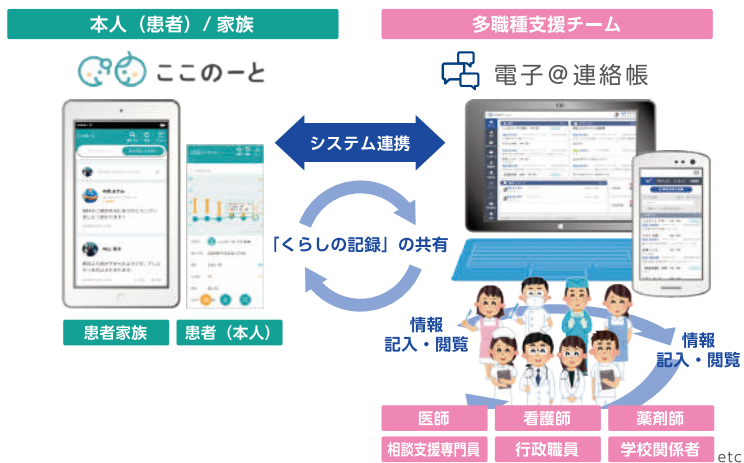 本人（患者）/ 家族
多職種支援チーム
ここのーと
電子＠連絡帳
システム連携
「くらしの記録」の共有
患者家族
患者（本人）
情報
記入・閲覧
情報
記入・閲覧
医師
看護師
薬剤師
相談支援専門員
行政職員
学校関係者
etc